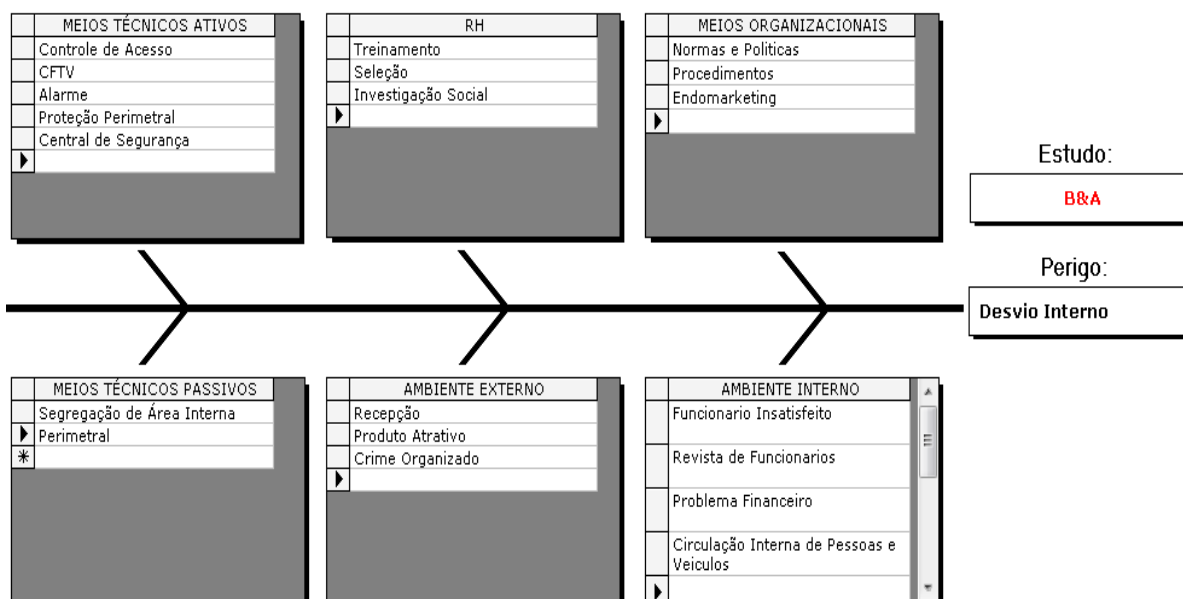 MEIOS TÉCNICOS ATIVOS
Controle de Acesso
CFTV
Alarme
Proteção Perimetral
Central de Segurança
RH
Treinamento
Seleção
Investigação Social
MEIOS ORGANIZACIONAIS
Normas e Politicas
Procedimentos
Endomarketing
Estudo:
B&A
Perigo:
Desvio Interno
MEIOS TÉCNICOS PASSIVOS
Segregação de Área Interna
Perimetral
AMBIENTE EXTERNO
Recepção
Produto Atrativo
Crime Organizado
AMBIENTE INTERNO
Funcionario Insatisfeito
Revista de Funcionarios
Problema Financeiro
Circulação Interna de Pessoas e
Veiculos